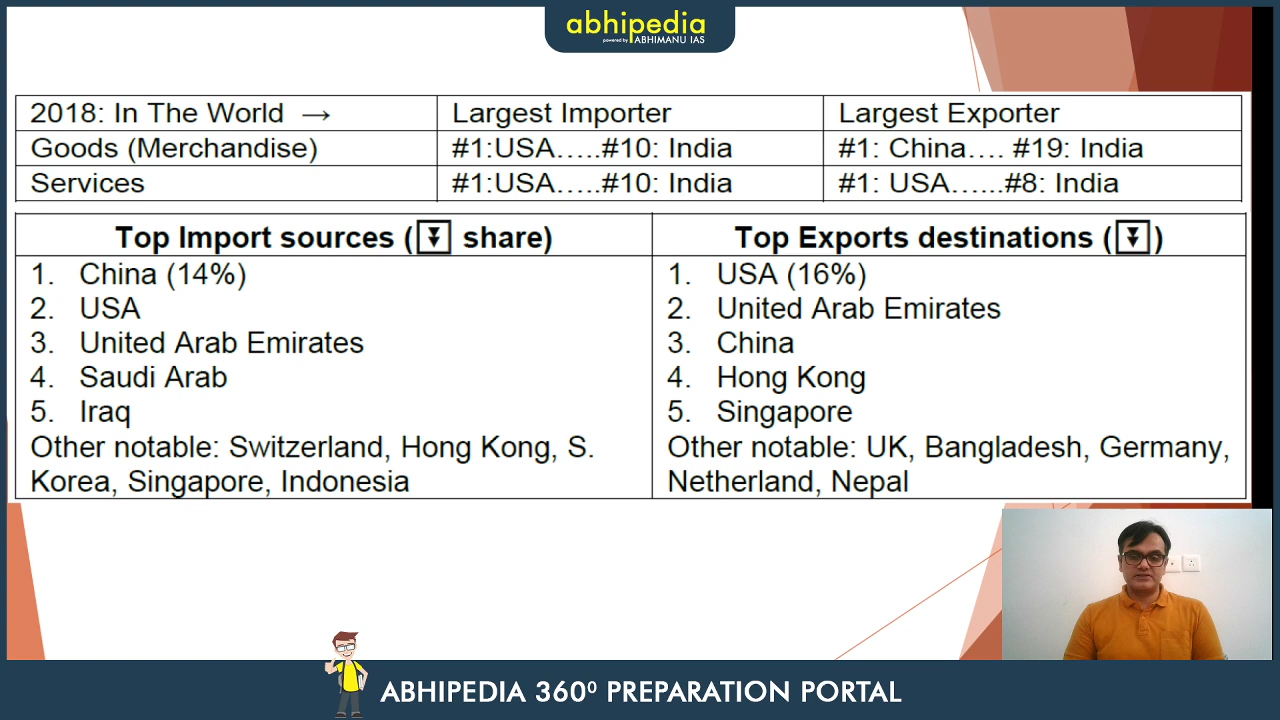 abhipedia
powered by ABHIMANU IAS
2018: In The World → Largest Importer Largest Exporter
Goods (Merchandise) #1:USA…..#10: India #1: China…. #19: India
Services #1:USA…..#10: India #1: USA…...#8: India
Top Import sources (⏬ share) Top Exports destinations (⏬)
1. China (14%)
2. USA
3. United Arab Emirates
4. Saudi Arab
5. Iraq
Other notable: Switzerland, Hong Kong, S.
Korea, Singapore, Indonesia
1. USA (16%)
2. United Arab Emirates
3. China
4. Hong Kong
5. Singapore
Other notable: UK, Bangladesh, Germany,
Netherland, Nepal
ABHIPEDIA 360⁰ PREPARATION PORTAL